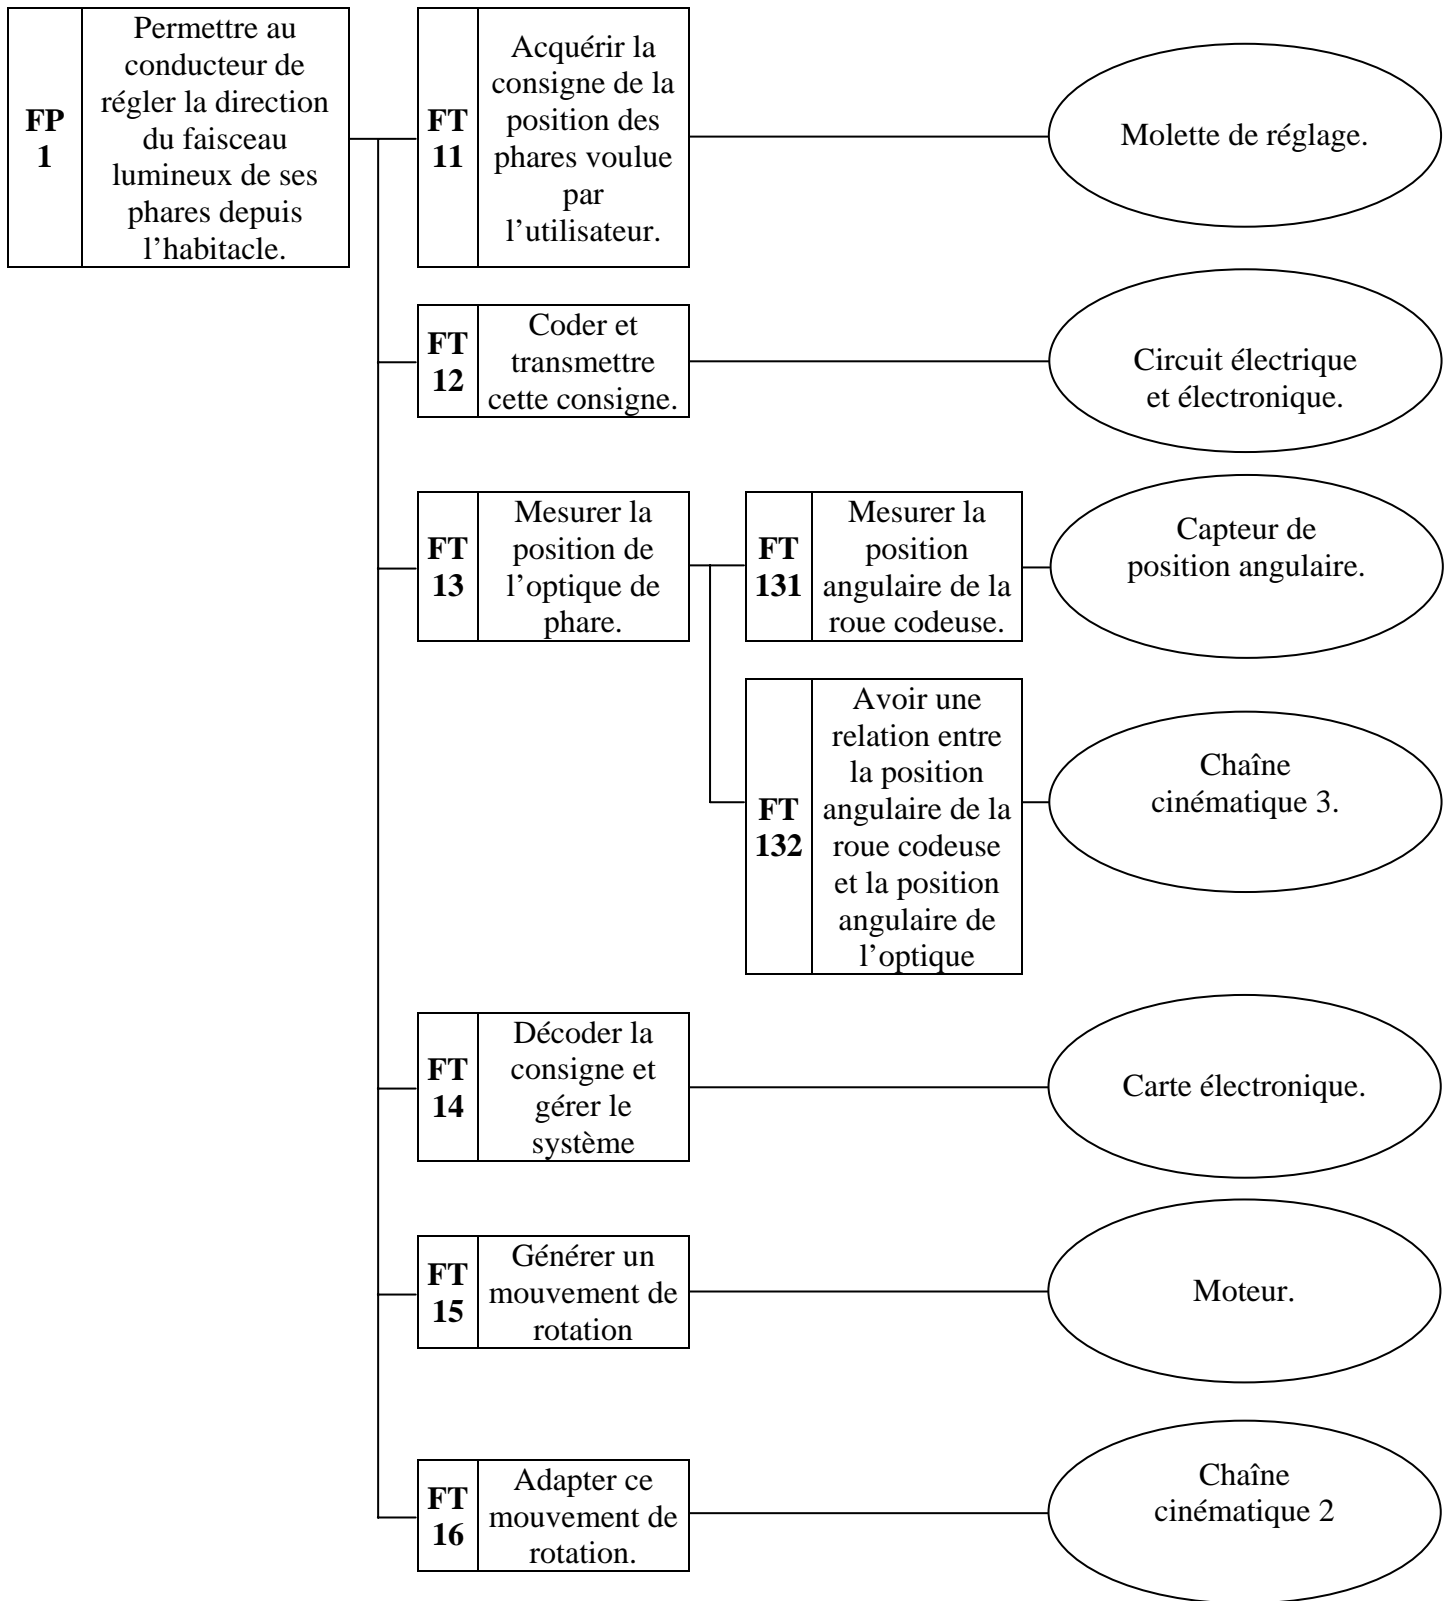 FP
1
Permettre au
conducteur de
régler la direction
du faisceau
lumineux de ses
phares depuis
l’habitacle.
FT
11
Acquérir la
consigne de la
position des
phares voulue
par
l’utilisateur.
Molette de réglage.
FT
12
Coder et
transmettre
cette consigne.
Circuit électrique
et électronique.
FT
13
Mesurer la
position de
l’optique de
phare.
FT
131
Mesurer la
position
angulaire de la
roue codeuse.
Capteur de
position angulaire.
FT
132
Avoir une
relation entre
la position
angulaire de la
roue codeuse
et la position
angulaire de
l’optique
Chaîne
cinématique 3.
FT
14
Décoder la
consigne et
gérer le
système
Carte électronique.
FT
15
Générer un
mouvement de
rotation
Moteur.
FT
16
Adapter ce
mouvement de
rotation.
Chaîne
cinématique 2